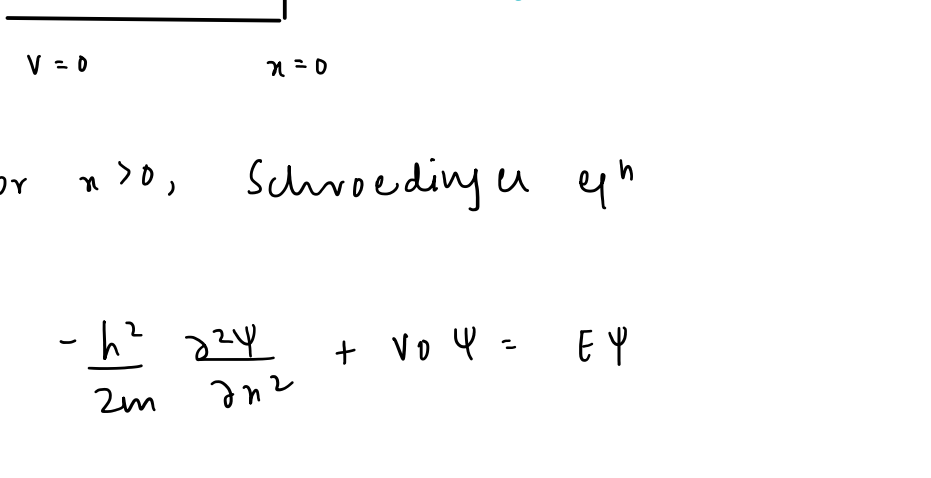 V = 0 x = 0
or x > 0, Schroedinger eqⁿ
- h² / 2m ∂²Ψ / ∂x² + V0 Ψ = E Ψ